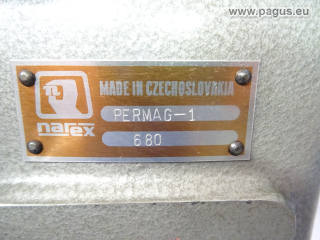 www.pagus.eu
MADE IN CZECHOSLOVAKIA
PERMAG-1
narex
680